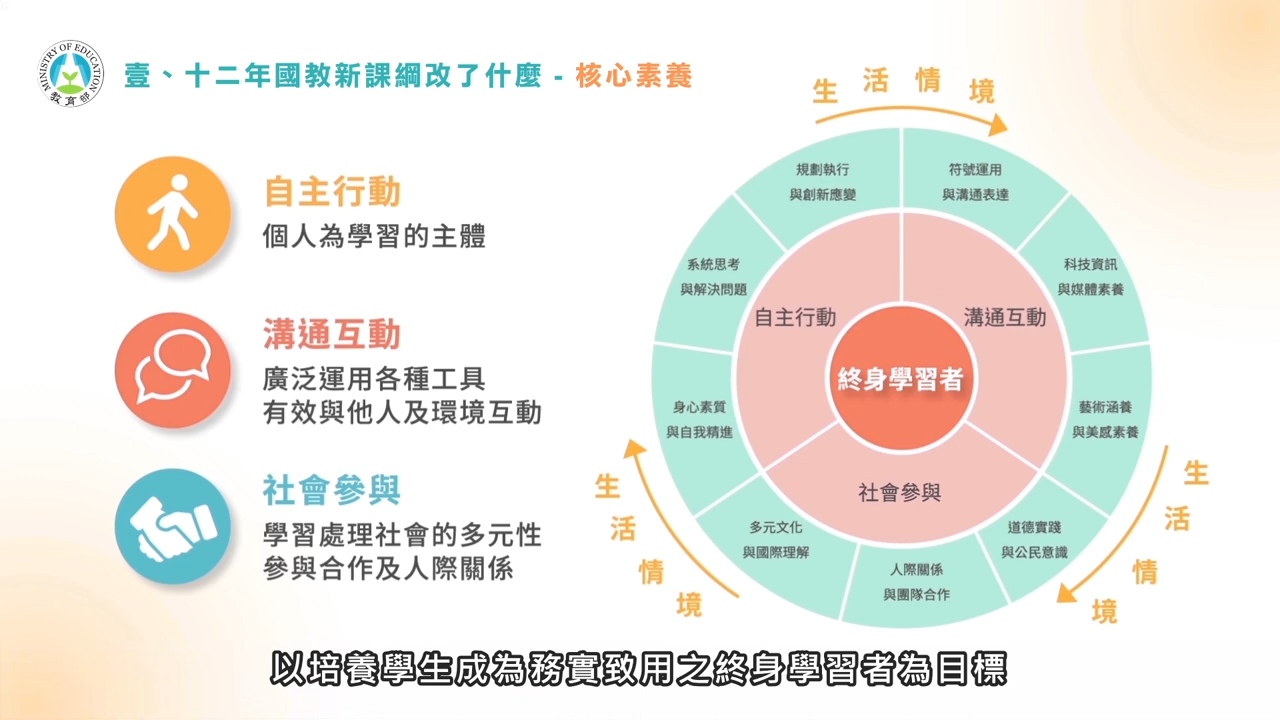 MINISTRY OF EDUCATION
教育部
壹、十二年國教新課綱改了什麼 - 核心素養
自主行動
個人為學習的主體
溝通互動
廣泛運用各種工具
有效與他人及環境互動
社會參與
學習處理社會的多元性
參與合作及人際關係
生活情境
規劃執行
與創新應變
符號運用
與溝通表達
系統思考
與解決問題
科技資訊
與媒體素養
自主行動
溝通互動
終身學習者
身心素質
與自我精進
藝術涵養
與美感素養
社會參與
多元文化
與國際理解
道德實踐
與公民意識
人際關係
與團隊合作
生活情境
生活情境
以培養學生成為務實致用之終身學習者為目標